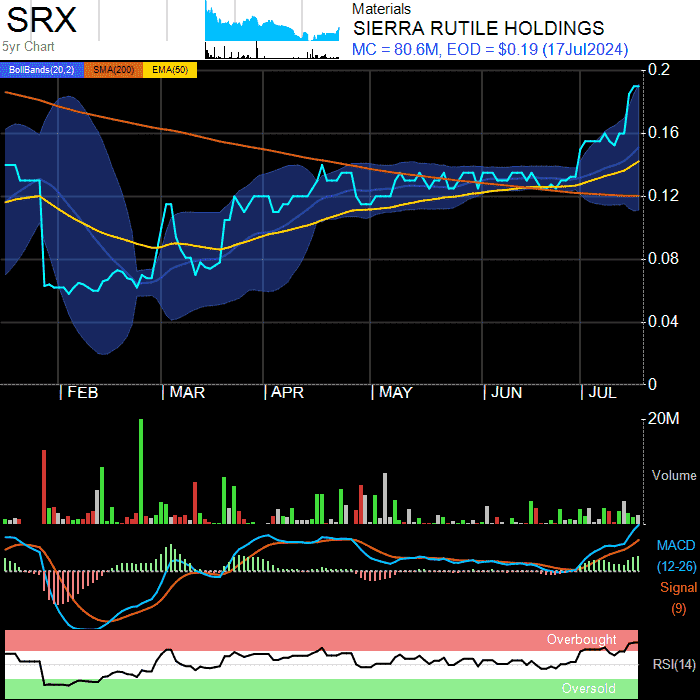 SRX
5yr Chart
Materials
SIERRA RUTILE HOLDINGS
MC = 80.6M, EOD = $0.19 (17Jul2024)
BollBands(20,2) SMA(200) EMA(50)
0.2
0.16
0.12
0.08
0.04
0
FEB MAR APR MAY JUN JUL
20M
Volume
MACD
(12-26)
Signal
(9)
Overbought
RSI(14)
Oversold